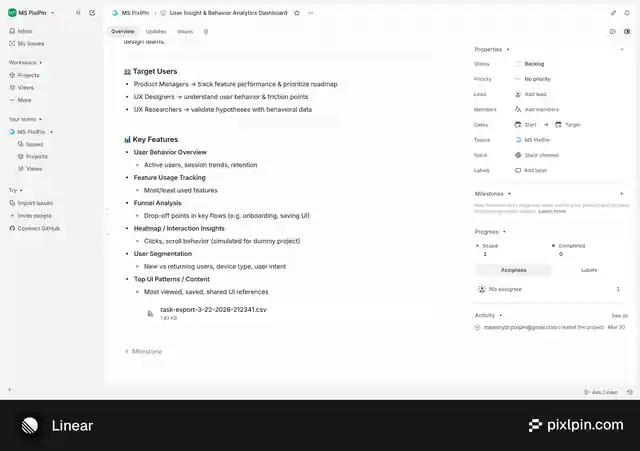 MS PixlPin
MS PixlPin › User Insight & Behavior Analytics Dashboard
Inbox
My issues
Workspace
Projects
Views
More
Your teams
MS PixlPin
Issues
Projects
Views
Try
Import issues
Invite people
Connect GitHub
Overview
Updates
Issues
design teams.
Target Users
Product Managers → track feature performance & prioritize roadmap
UX Designers → understand user behavior & friction points
UX Researchers → validate hypotheses with behavioral data
Key Features
User Behavior Overview
Active users, session trends, retention
Feature Usage Tracking
Most/least used features
Funnel Analysis
Drop-off points in key flows (e.g. onboarding, saving UI)
Heatmap / Interaction Insights
Clicks, scroll behavior (simulated for dummy project)
User Segmentation
New vs returning users, device type, user intent
Top UI Patterns / Content
Most viewed, saved, shared UI references
task-export-3-22-2026-212341.csv
1.83 KB
+ Milestone
Properties
Status
Backlog
Priority
No priority
Lead
Add lead
Members
Add members
Dates
Start → Target
Teams
MS PixlPin
Slack
Slack channel
Labels
Add label
Milestones
Learn more
Progress
Scope
1
Completed
0
Assignees
Labels
No assignee
1
Activity
See all
created the project · Mar 30
Ask Linear
Linear
pixlpin.com